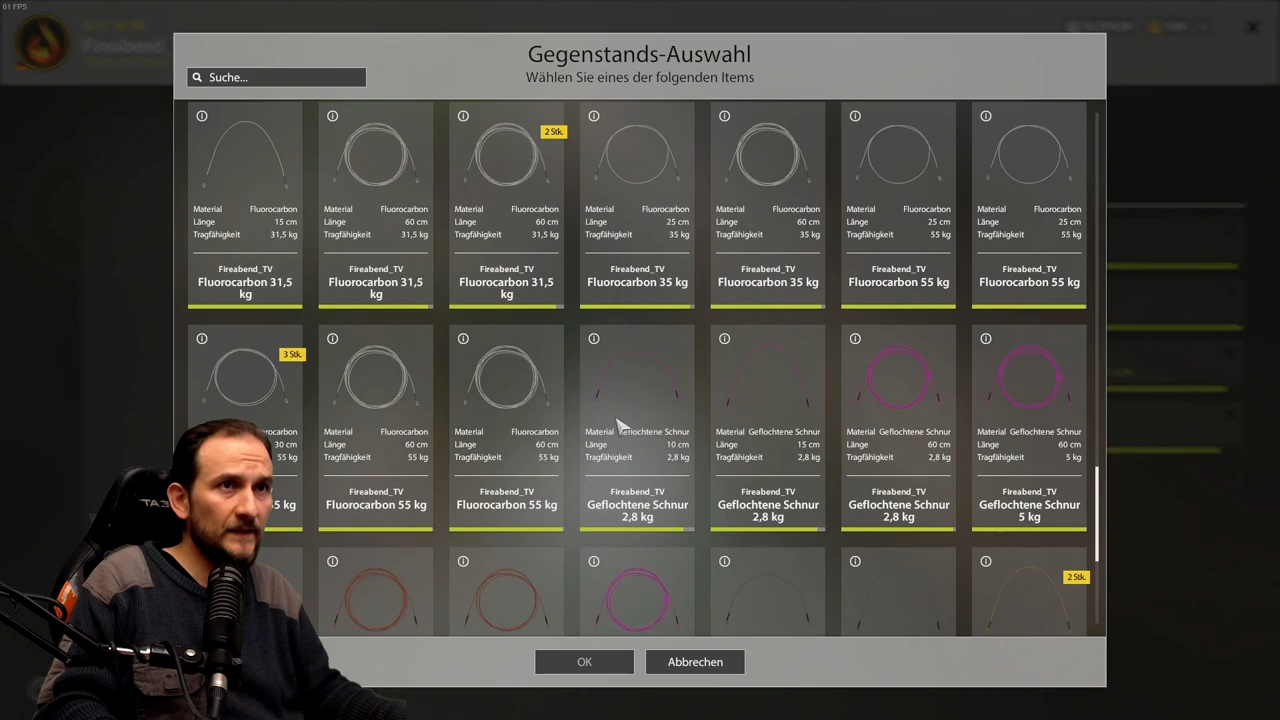 61 FPS
Fireabend
Gegenstands-Auswahl
Wählen Sie eines der folgenden Items
Suche...
2 Stk.
Material Fluorocarbon
Länge 15 cm
Tragfähigkeit 31,5 kg
Fireabend_TV
Fluorocarbon 31,5
kg
Material Fluorocarbon
Länge 60 cm
Tragfähigkeit 31,5 kg
Fireabend_TV
Fluorocarbon 31,5
kg
Material Fluorocarbon
Länge 60 cm
Tragfähigkeit 31,5 kg
Fireabend_TV
Fluorocarbon 31,5
kg
Material Fluorocarbon
Länge 25 cm
Tragfähigkeit 35 kg
Fireabend_TV
Fluorocarbon 35 kg
Material Fluorocarbon
Länge 60 cm
Tragfähigkeit 35 kg
Fireabend_TV
Fluorocarbon 35 kg
Material Fluorocarbon
Länge 25 cm
Tragfähigkeit 55 kg
Fireabend_TV
Fluorocarbon 55 kg
Material Fluorocarbon
Länge 25 cm
Tragfähigkeit 55 kg
Fireabend_TV
Fluorocarbon 55 kg
3 Stk.
Fluorocarbon
30 cm
55 kg
Material Fluorocarbon
Länge 60 cm
Tragfähigkeit 55 kg
Fireabend_TV
Fluorocarbon 55 kg
Material Fluorocarbon
Länge 60 cm
Tragfähigkeit 55 kg
Fireabend_TV
Fluorocarbon 55 kg
Material Geflochtene Schnur
Länge 10 cm
Tragfähigkeit 2,8 kg
Fireabend_TV
Geflochtene Schnur
2,8 kg
Material Geflochtene Schnur
Länge 15 cm
Tragfähigkeit 2,8 kg
Fireabend_TV
Geflochtene Schnur
2,8 kg
Material Geflochtene Schnur
Länge 60 cm
Tragfähigkeit 2,8 kg
Fireabend_TV
Geflochtene Schnur
2,8 kg
Material Geflochtene Schnur
Länge 60 cm
Tragfähigkeit 5 kg
Fireabend_TV
Geflochtene Schnur
5 kg
2 Stk.
OK
Abbrechen